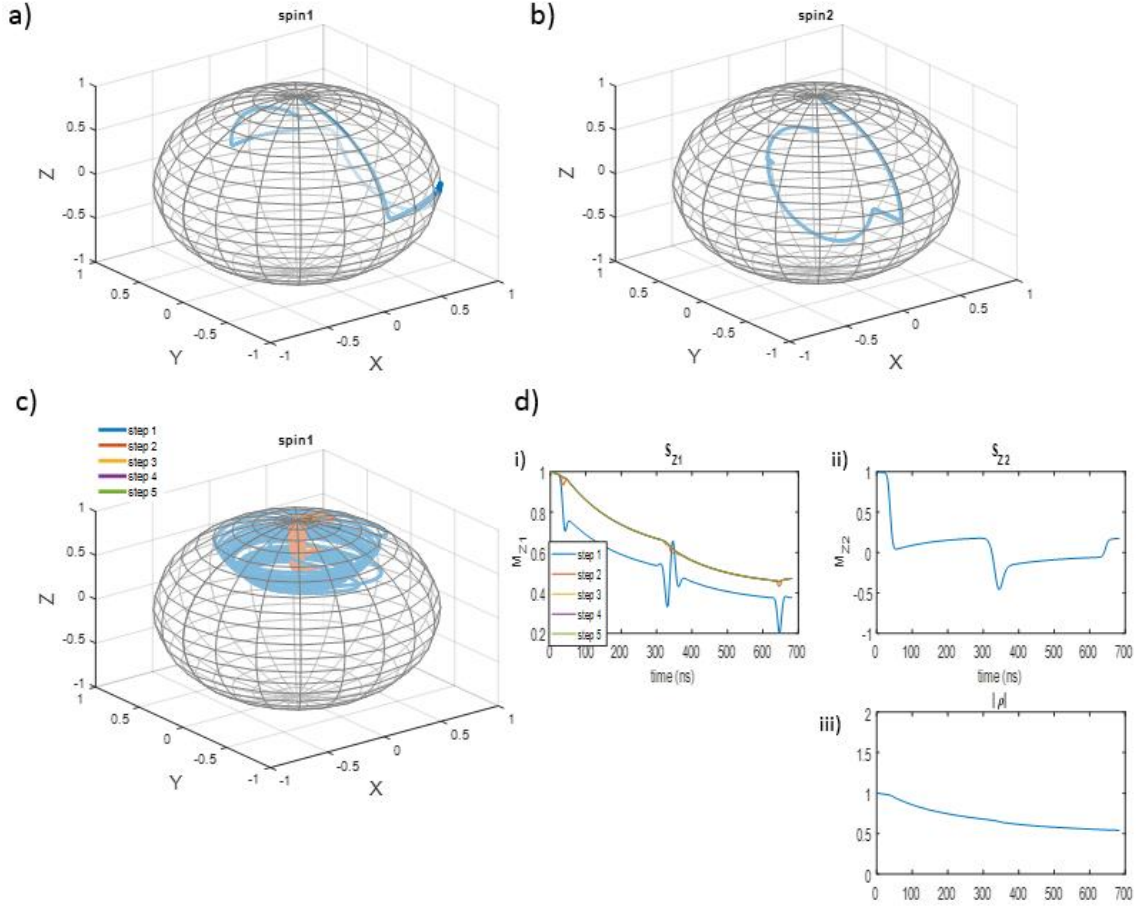 a)
spin1
1
0.5
0
-0.5
-1
Z
1
0.5
0
-0.5
-1
Y
-1
-0.5
0
0.5
1
X
b)
spin2
1
0.5
0
-0.5
-1
Z
1
0.5
0
-0.5
-1
Y
-1
-0.5
0
0.5
1
X
c)
step 1
step 2
step 3
step 4
step 5
spin1
1
0.5
0
-0.5
-1
Z
1
0.5
0
-0.5
-1
Y
-1
-0.5
0
0.5
1
X
d)
i)
S_Z1
1
0.8
0.6
0.4
0.2
M_Z1
step 1
step 2
step 3
step 4
step 5
0 100 200 300 400 500 600 700
time (ns)
ii)
S_Z2
1
0.5
0
-0.5
-1
M_Z2
0 100 200 300 400 500 600 700
time (ns)
iii)
|ρ|
2
1.5
1
0.5
0
0 100 200 300 400 500 600 700